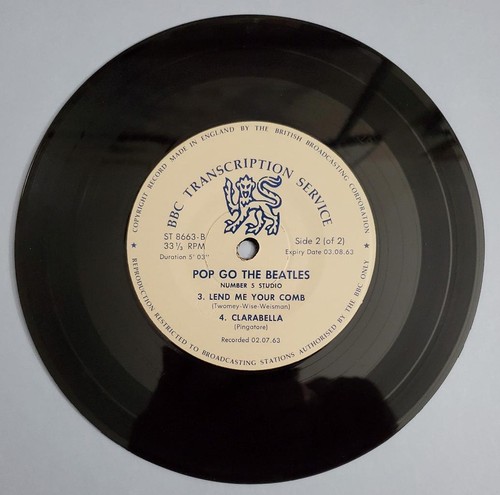 COPYRIGHT RECORD MADE IN ENGLAND BY THE BRITISH BROADCASTING CORPORATION
BBC TRANSCRIPTION SERVICE
ST 8663-B
33 1/3 RPM
Duration 5' 03"
Side 2 (of 2)
Expiry Date 03.08.63
POP GO THE BEATLES
NUMBER 5 STUDIO
3. LEND ME YOUR COMB
(Twomey-Wise-Weisman)
4. CLARABELLA
(Pingatore)
Recorded 02.07.63
REPRODUCTION RESTRICTED TO BROADCASTING STATIONS AUTHORISED BY THE BBC ONLY